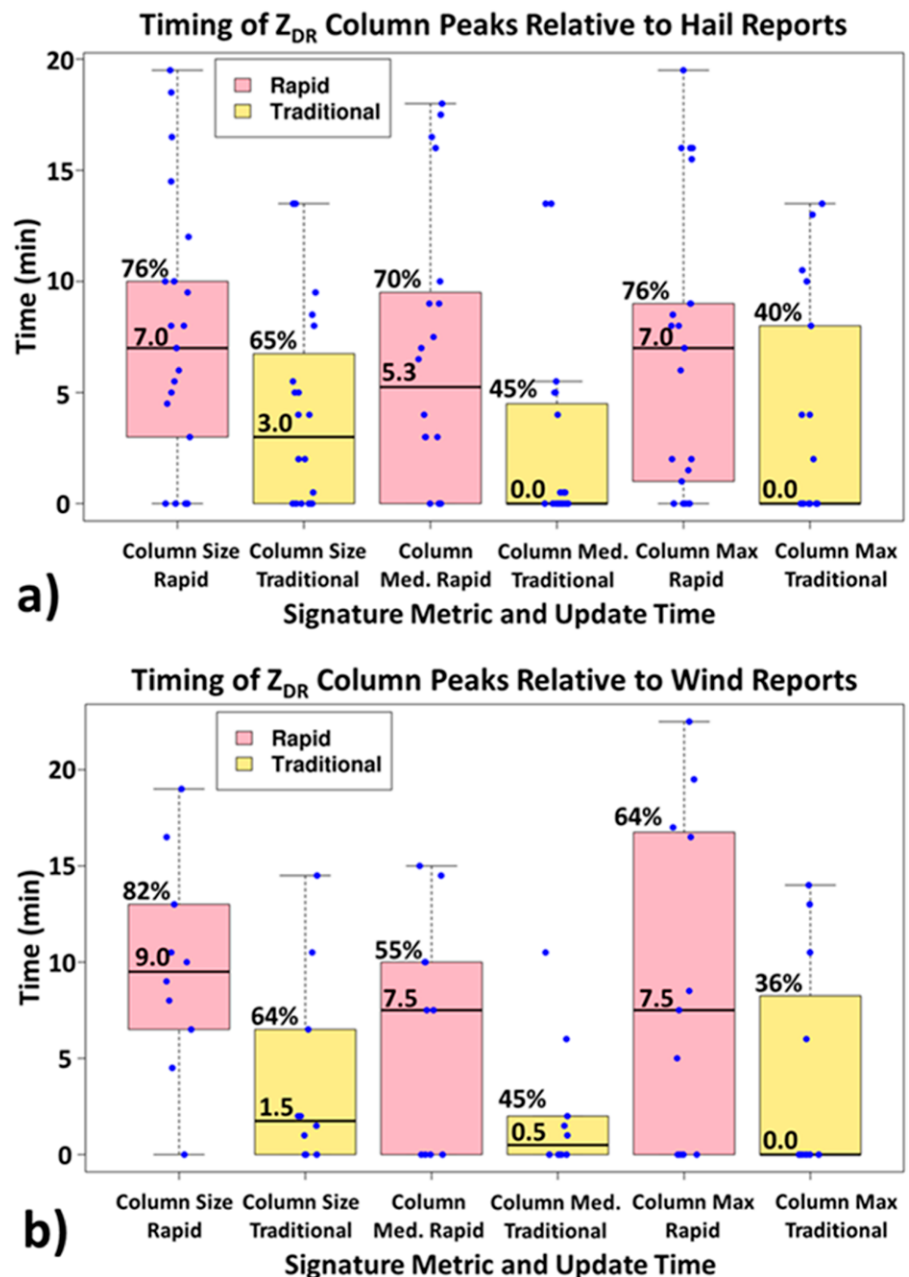 Timing of ZDR Column Peaks Relative to Hail Reports
Rapid
Traditional
Time (min)
20
15
10
5
0
76%
7.0
65%
3.0
70%
5.3
45%
0.0
76%
7.0
40%
0.0
Column Size Rapid
Column Size Traditional
Column Med. Rapid
Column Med. Traditional
Column Max Rapid
Column Max Traditional
a)
Signature Metric and Update Time
Timing of ZDR Column Peaks Relative to Wind Reports
Rapid
Traditional
Time (min)
20
15
10
5
0
82%
9.0
64%
1.5
55%
7.5
45%
0.5
64%
7.5
36%
0.0
Column Size Rapid
Column Size Traditional
Column Med. Rapid
Column Med. Traditional
Column Max Rapid
Column Max Traditional
b)
Signature Metric and Update Time